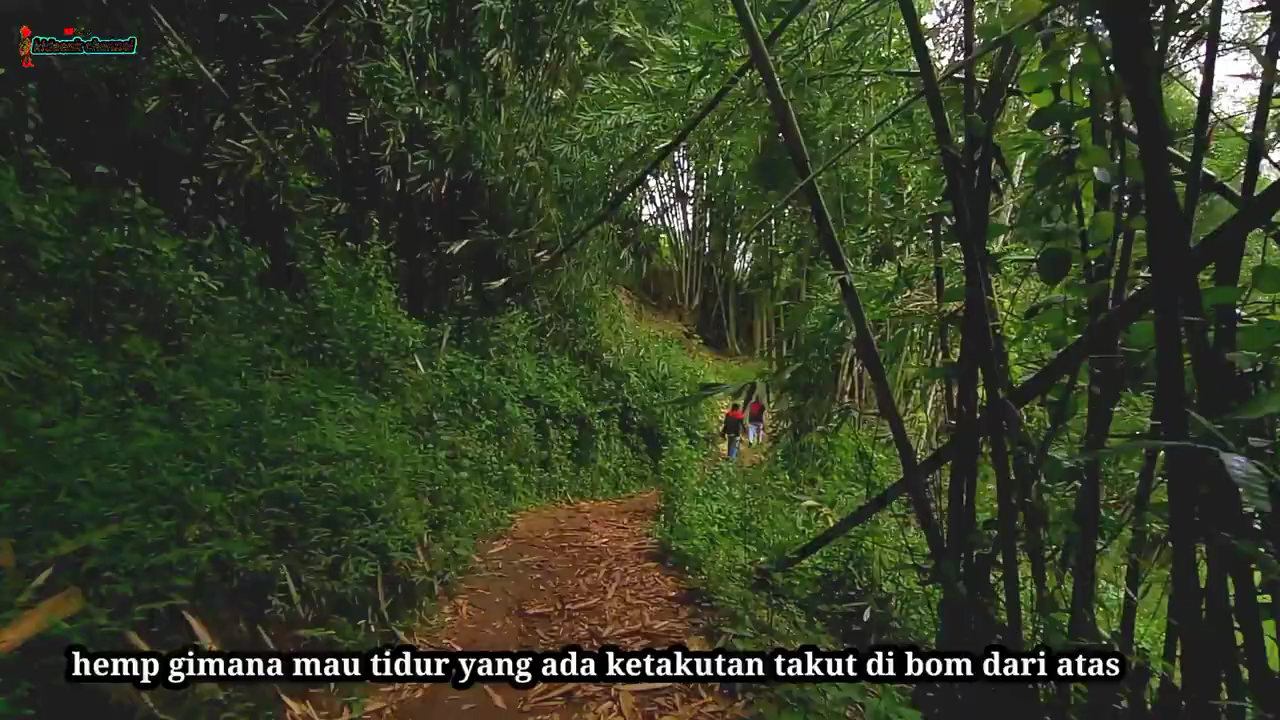 hemp gimana mau tidur yang ada ketakutan takut di bom dari atas